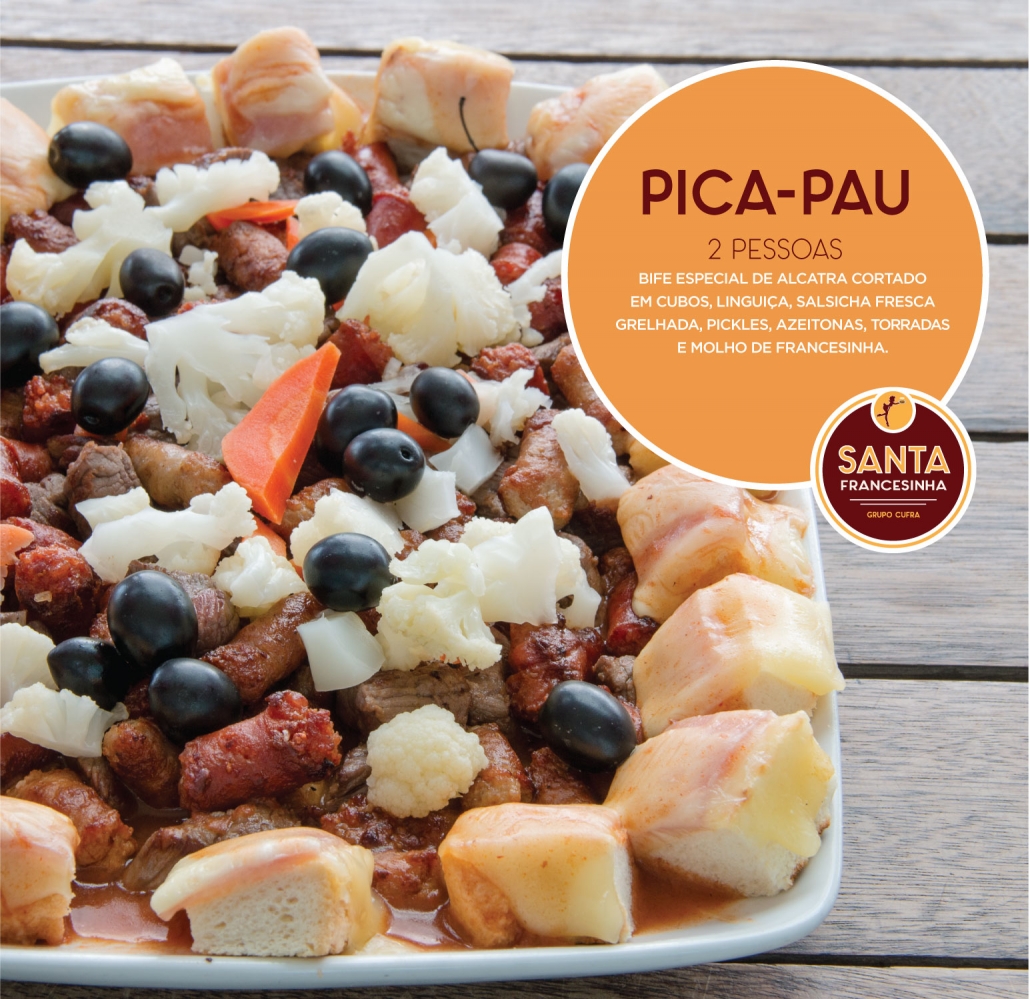 PICA-PAU
2 PESSOAS
BIFE ESPECIAL DE ALCATRA CORTADO
EM CUBOS, LINGUIÇA, SALSICHA FRESCA
GRELHADA, PICKLES, AZEITONAS, TORRADAS
E MOLHO DE FRANCESINHA.
SANTA
FRANCESINHA
GRUPO CUFRA